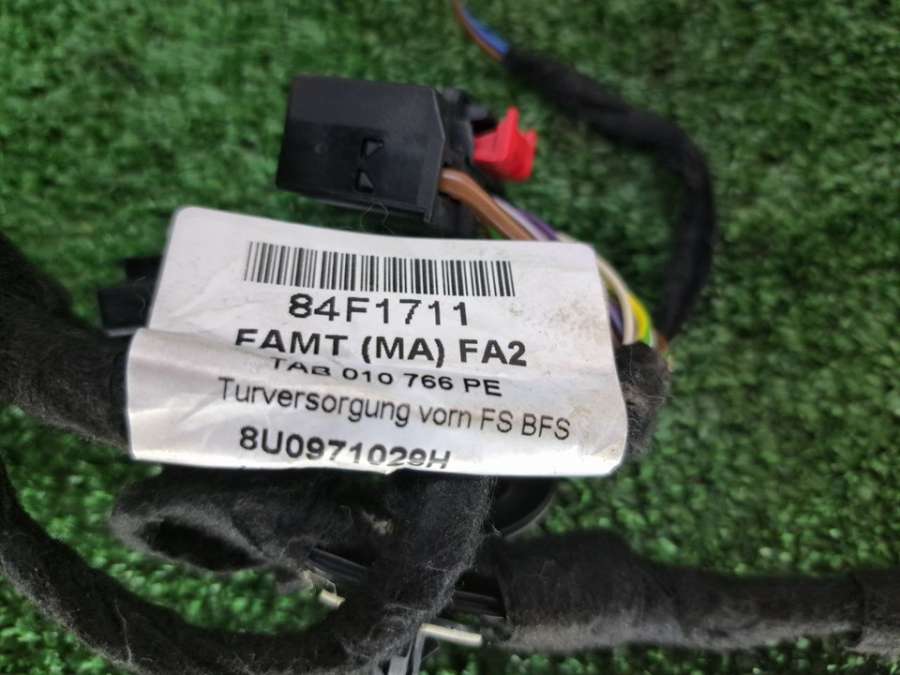 84F1711
FAMT (MA) FA2
TAB 010 766 PE
Turversorgung vorn FS BFS
8U0971029H